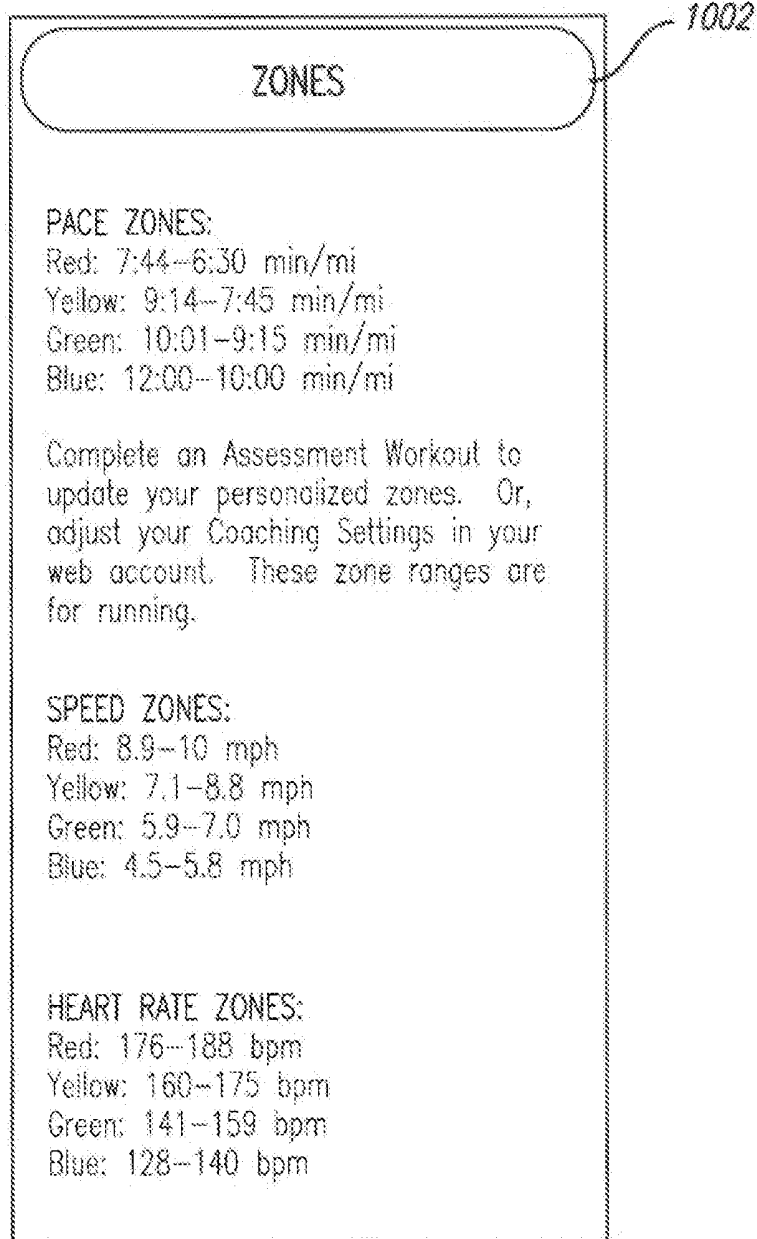 1002
ZONES
PACE ZONES:
Red: 7:44–6:30 min/mi
Yellow: 9:14–7:45 min/mi
Green: 10:01–9:15 min/mi
Blue: 12:00–10:00 min/mi
Complete an Assessment Workout to
update your personalized zones. Or,
adjust your Coaching Settings in your
web account. These zone ranges are
for running.
SPEED ZONES:
Red: 8.9–10 mph
Yellow: 7.1–8.8 mph
Green: 5.9–7.0 mph
Blue: 4.5–5.8 mph
HEART RATE ZONES:
Red: 176–188 bpm
Yellow: 160–175 bpm
Green: 141–159 bpm
Blue: 128–140 bpm